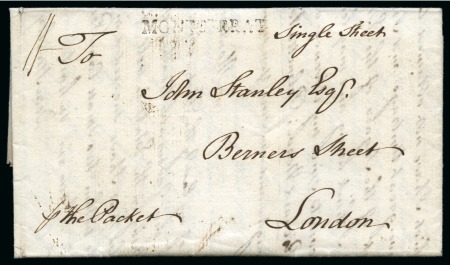 MONTSERRAT
Single Sheet
To
John Stanley Esqr.
Berners Street
London
p the Packet